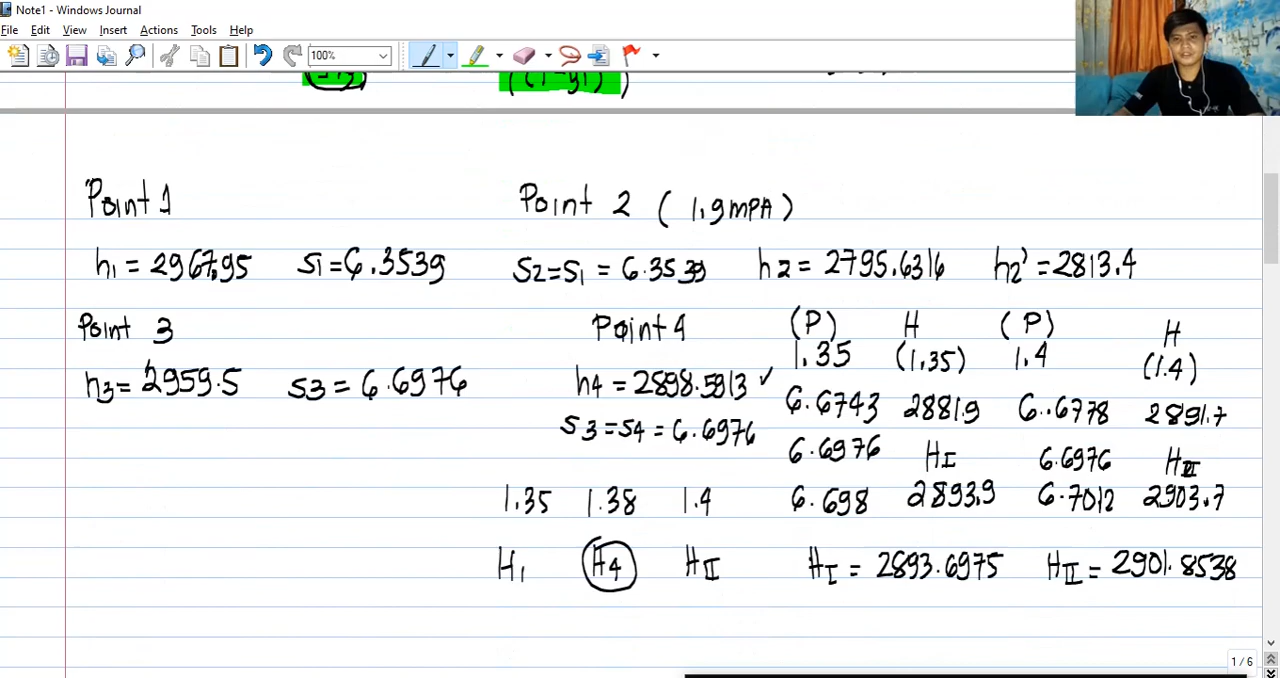 Note1 - Windows Journal
File Edit View Insert Actions Tools Help
100%
(1-y1)
Point 1
Point 2 (1.9mPA)
h1 = 2967.95 S1=6.3539 S2=S1 = 6.3539 h2 = 2795.6316 h2' = 2813.4
Point 3 Point 4 (P) H (P) H
1.35 (1.35) 1.4 (1.4)
h3 = 2959.5 S3 = 6.6976 h4 = 2898.5913 ✓ 6.6743 2881.9 6.6778 2891.7
S3 = S4 = 6.6976 6.6976 HI 6.6976 HII
1.35 1.38 1.4 6.698 2893.9 6.7012 2903.7
H1 H4 HII HI = 2893.6975 HII = 2901.8538
1 / 6